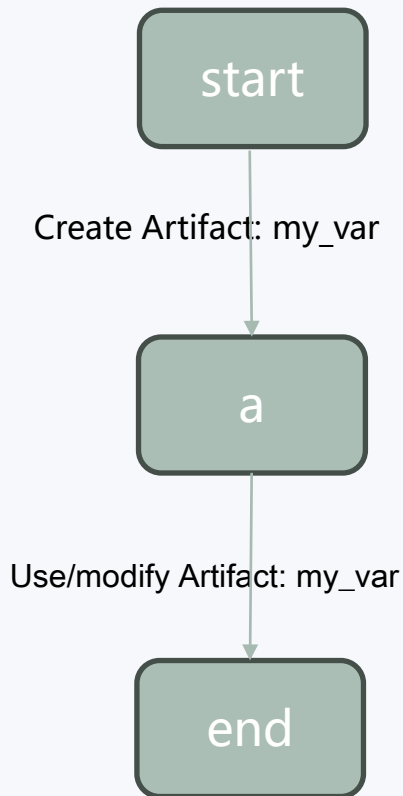 start
Create Artifact: my_var
a
Use/modify Artifact: my_var
end